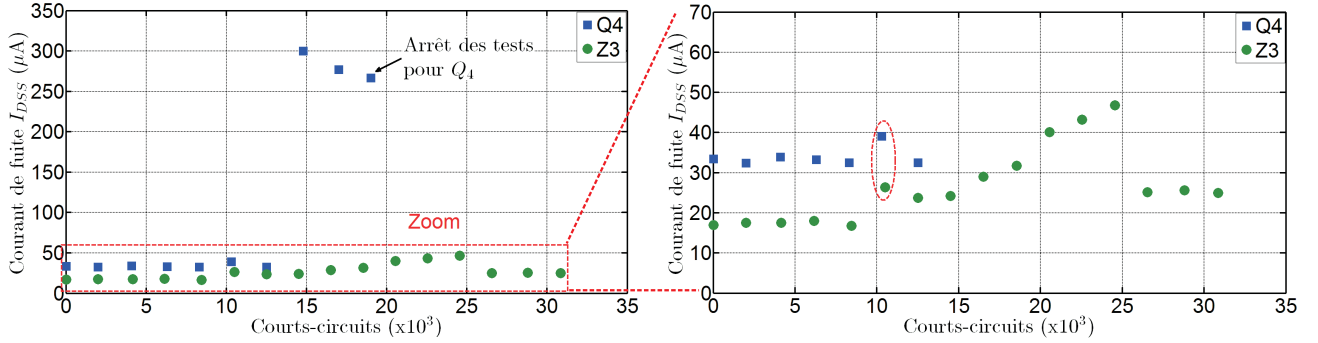 350
300
250
200
150
100
50
0
Courant de fuite I_DSS (μA)
0 5 10 15 20 25 30 35
Courts-circuits (x10³)
Q4
Z3
Arrêt des tests
pour Q₄
Zoom
70
60
50
40
30
20
10
0
Courant de fuite I_DSS (μA)
0 5 10 15 20 25 30 35
Courts-circuits (x10³)
Q4
Z3